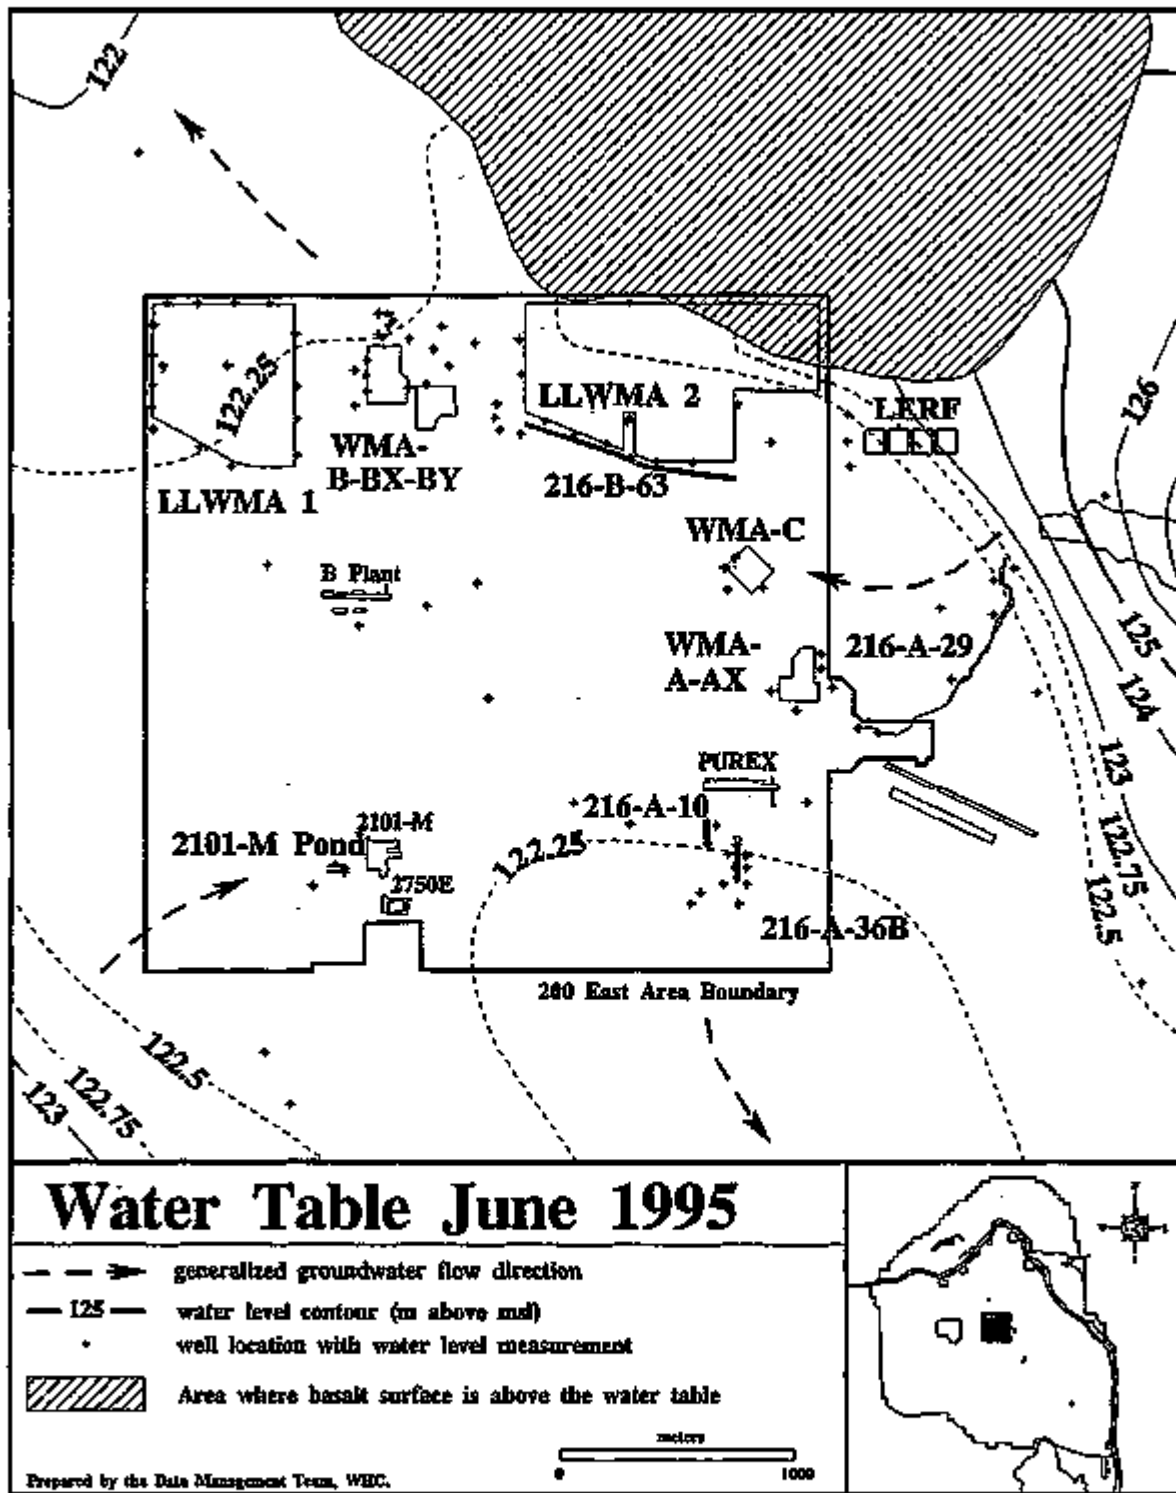 122
126
122.25
LLWMA 2
LERF
WMA-
B-BX-BY
216-B-63
LLWMA 1
WMA-C
B Plant
WMA-
A-AX
216-A-29
125
124
123
122.75
122.5
PUREX
216-A-10
2101-M
2101-M Pond
122.25
2750E
216-A-36B
200 East Area Boundary
122.5
122.75
123
Water Table June 1995
generalized groundwater flow direction
125 water level contour (m above msl)
well location with water level measurement
Area where basalt surface is above the water table
meters
0 1000
Prepared by the Data Management Team, WHC.